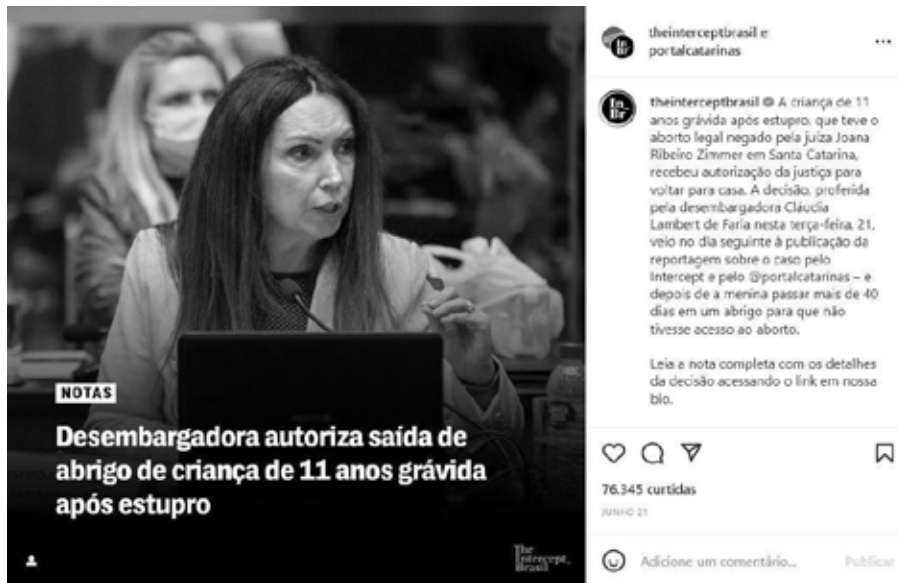 NOTAS
Desembargadora autoriza saída de
abrigo de criança de 11 anos grávida
após estupro
The
Intercept_
Brasil
theinterceptbrasil e
portalcatarinas
In_
Br
theinterceptbrasil A criança de 11
anos grávida após estupro, que teve o
aborto legal negado pela juíza Joana
Ribeiro Zimmer em Santa Catarina,
recebeu autorização da justiça para
voltar para casa. A decisão, proferida
pela desembargadora Cláudia
Lambert de Faria nesta terça-feira, 21,
veio no dia seguinte à publicação da
reportagem sobre o caso pelo
Intercept e pelo @portalcatarinas – e
depois de a menina passar mais de 40
dias em um abrigo para que não
tivesse acesso ao aborto.
Leia a nota completa com os detalhes
da decisão acessando o link em nossa
bio.
76.345 curtidas
JUNHO 21
Adicione um comentário...
Publicar